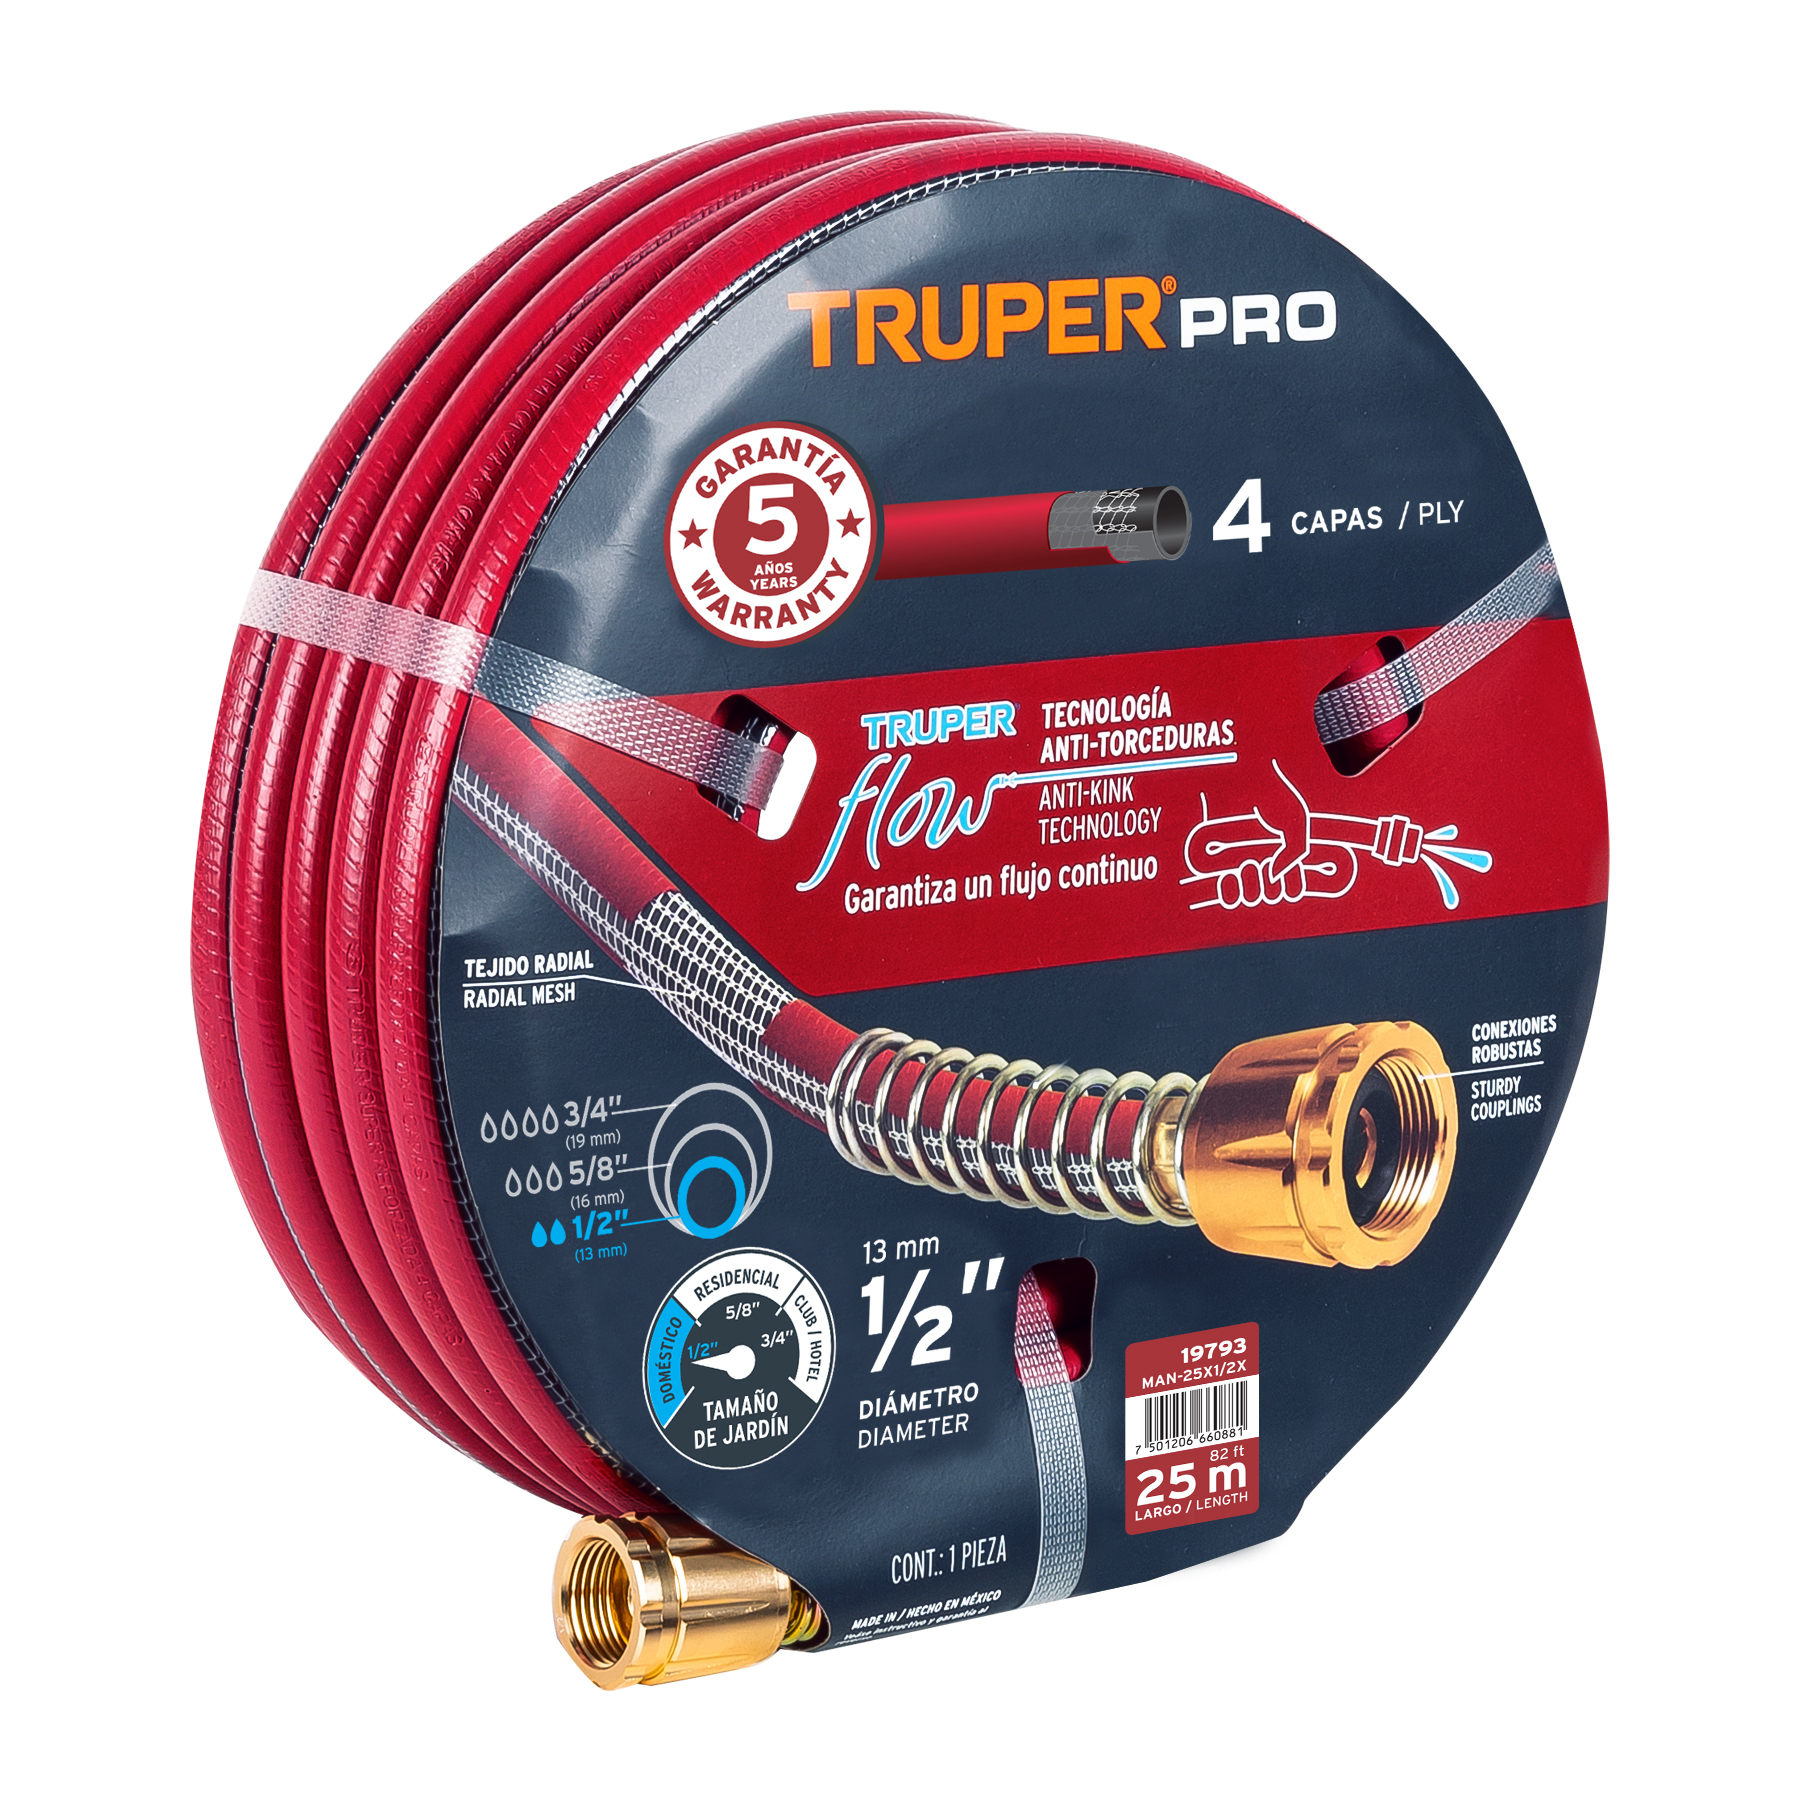 TRUPER® PRO
GARANTÍA
5
AÑOS
YEARS
WARRANTY
4 CAPAS / PLY
TRUPER
flow
TECNOLOGÍA
ANTI-TORCEDURAS
ANTI-KINK
TECHNOLOGY
Garantiza un flujo continuo
TEJIDO RADIAL
RADIAL MESH
CONEXIONES
ROBUSTAS
STURDY
COUPLINGS
3/4"
(19 mm)
5/8"
(16 mm)
1/2"
(13 mm)
RESIDENCIAL
DOMÉSTICO
CLUB / HOTEL
5/8"
1/2"
3/4"
TAMAÑO
DE JARDÍN
13 mm
1/2"
DIÁMETRO
DIAMETER
19793
MAN-25X1/2X
7 501206 660881
82 ft
25 m
LARGO / LENGTH
CONT.: 1 PIEZA
MADE IN / HECHO EN MÉXICO
Véase instructivo y garantía al